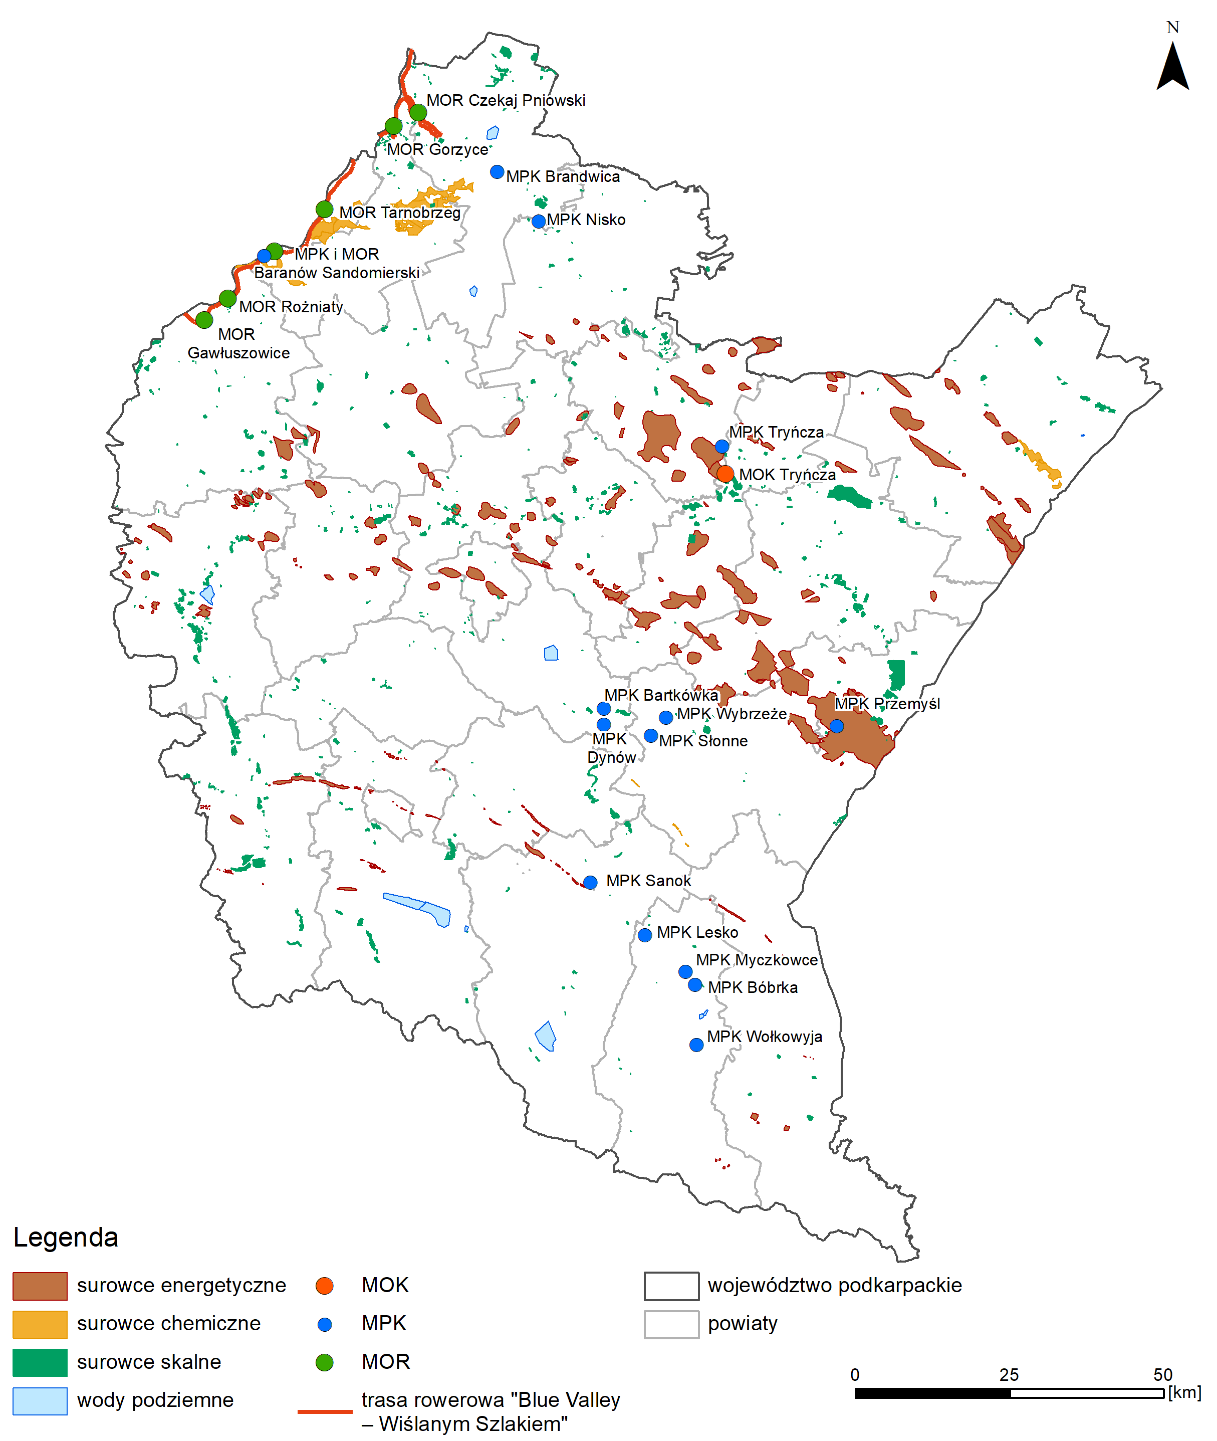 N
MOR Czekaj Pniowski
MOR Gorzyce
MPK Brandwica
MOR Tarnobrzeg
MPK Nisko
MPK i MOR
Baranów Sandomierski
MOR Rożniaty
MOR
Gawłuszowice
MPK Tryńcza
MOK Tryńcza
MPK Bartkówka
MPK Przemyśl
MPK Wybrzeże
MPK
Dynów
MPK Słonne
MPK Sanok
MPK Lesko
MPK Myczkowce
MPK Bóbrka
MPK Wołkowyja
Legenda
surowce energetyczne
surowce chemiczne
surowce skalne
wody podziemne
MOK
MPK
MOR
trasa rowerowa "Blue Valley
– Wiślanym Szlakiem"
województwo podkarpackie
powiaty
0 25 50
[km]